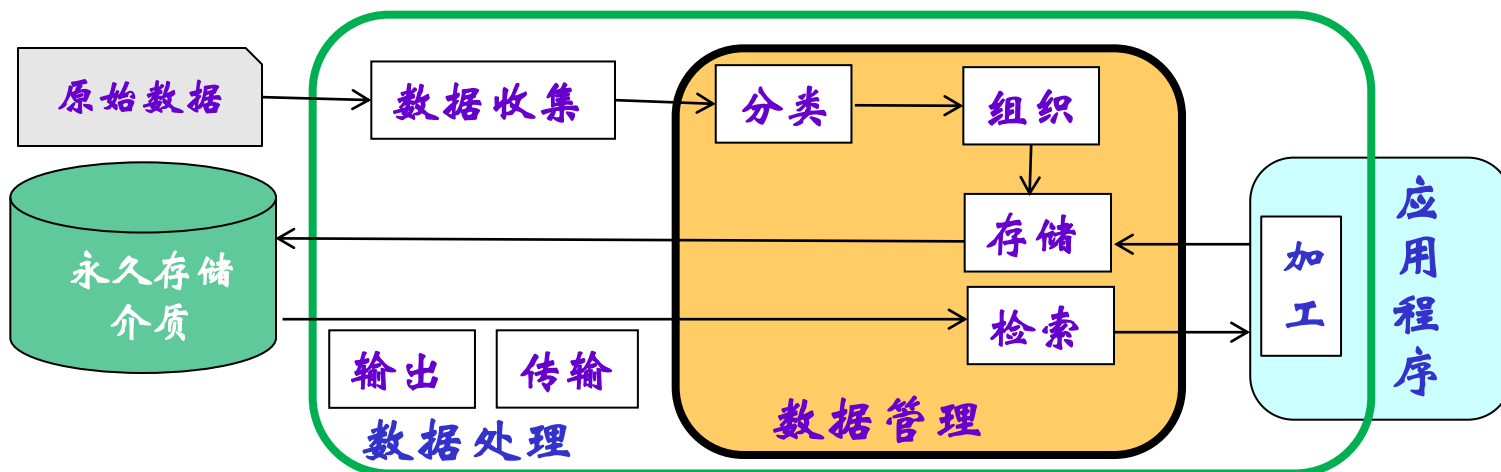 原始数据
数据收集
分类
组织
存储
永久存储
介质
检索
加
工
应
用
程
序
输出
传输
数据处理
数据管理